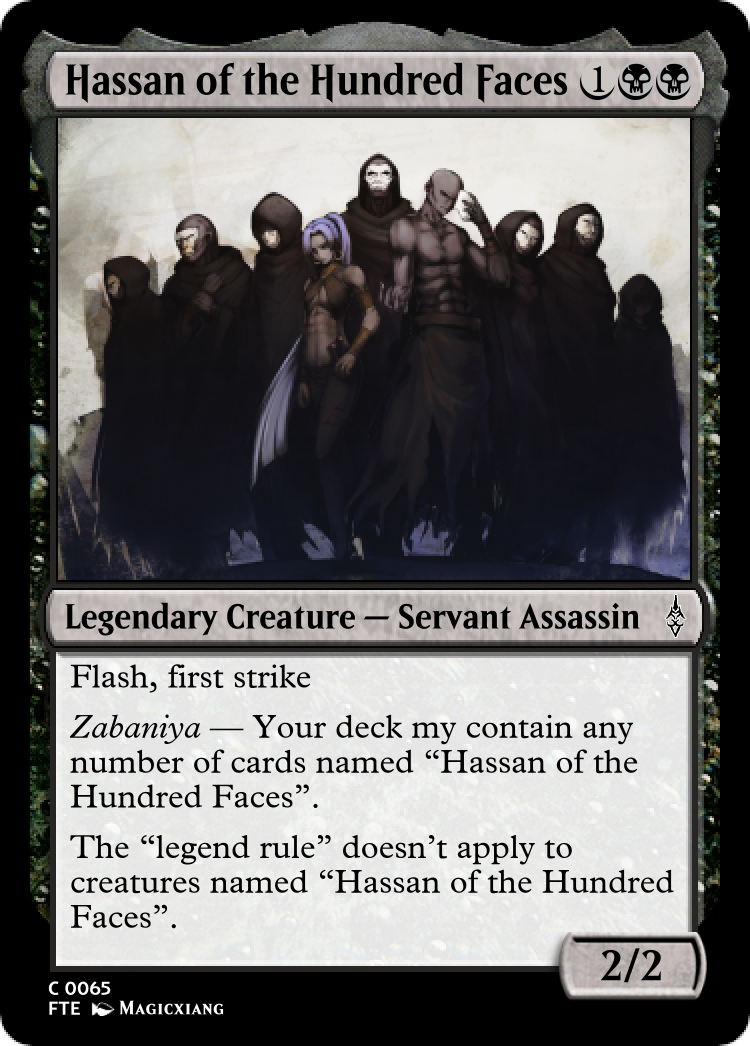 Hassan of the Hundred Faces 1
Legendary Creature — Servant Assassin
Flash, first strike
Zabaniya — Your deck my contain any
number of cards named “Hassan of the
Hundred Faces”.
The “legend rule” doesn’t apply to
creatures named “Hassan of the Hundred
Faces”.
2/2
C 0065
FTE MAGICXIANG